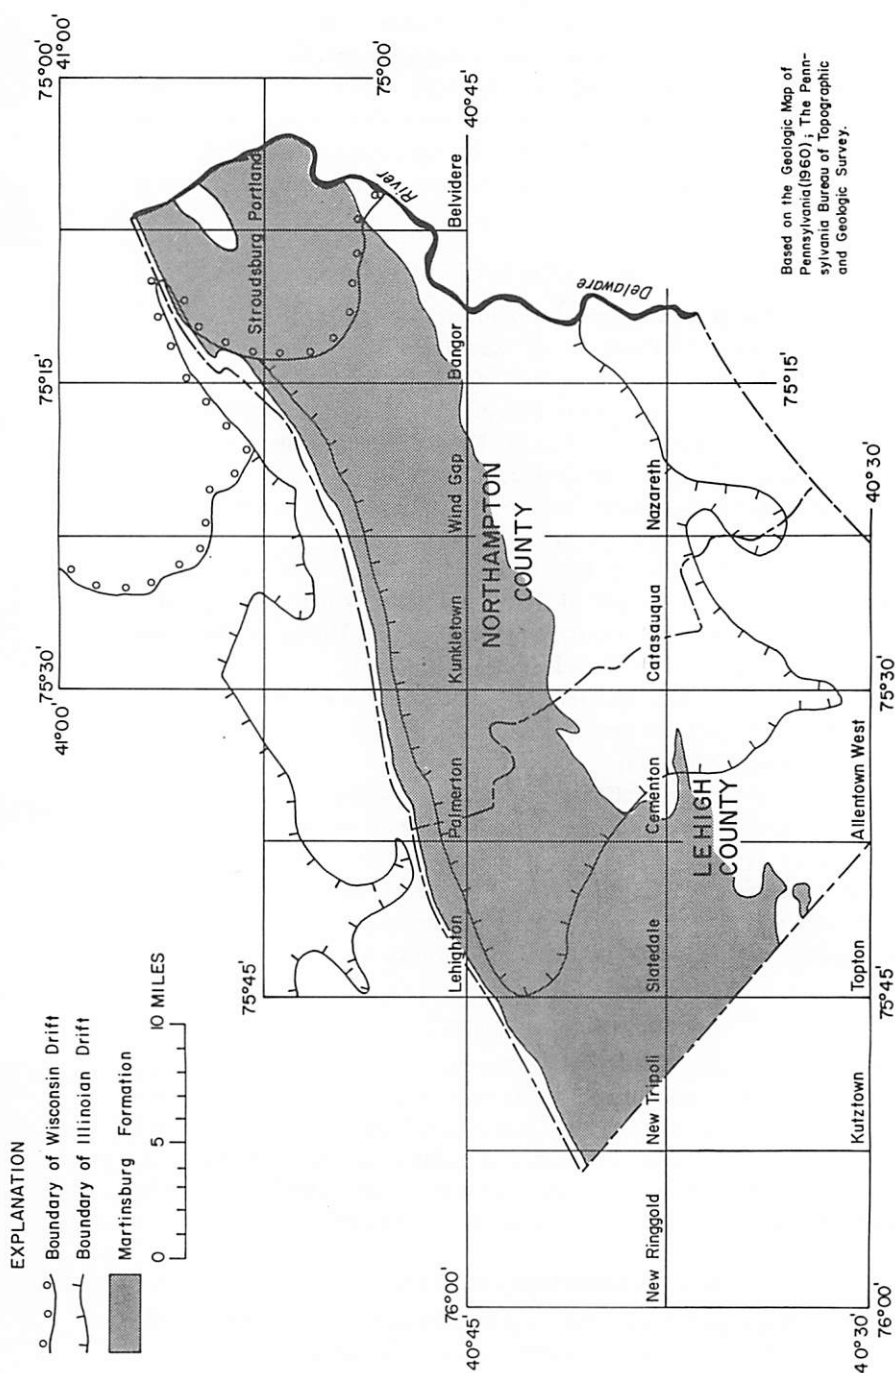 EXPLANATION
Boundary of Wisconsin Drift
Boundary of Illinoian Drift
Martinsburg Formation
0 5 10 MILES
75°00'
41°00'
75°15'
75°30'
41°00'
75°45'
75°00'
40°45'
Stroudsburg Portland
River
Lehighton Palmerton Kunkletown Wind Gap Bangor Belvidere
NORTHAMPTON
COUNTY
Delaware
76°00'
40°45'
New Ringgold New Tripoli Slatedale Cementon Catasauqua Nazareth
75°15'
LEHIGH
COUNTY
Kutztown Topton Allentown West
40°30'
76°00'
75°45'
75°30'
40°30'
Based on the Geologic Map of
Pennsylvania(1960); The Penn-
sylvania Bureau of Topographic
and Geologic Survey.